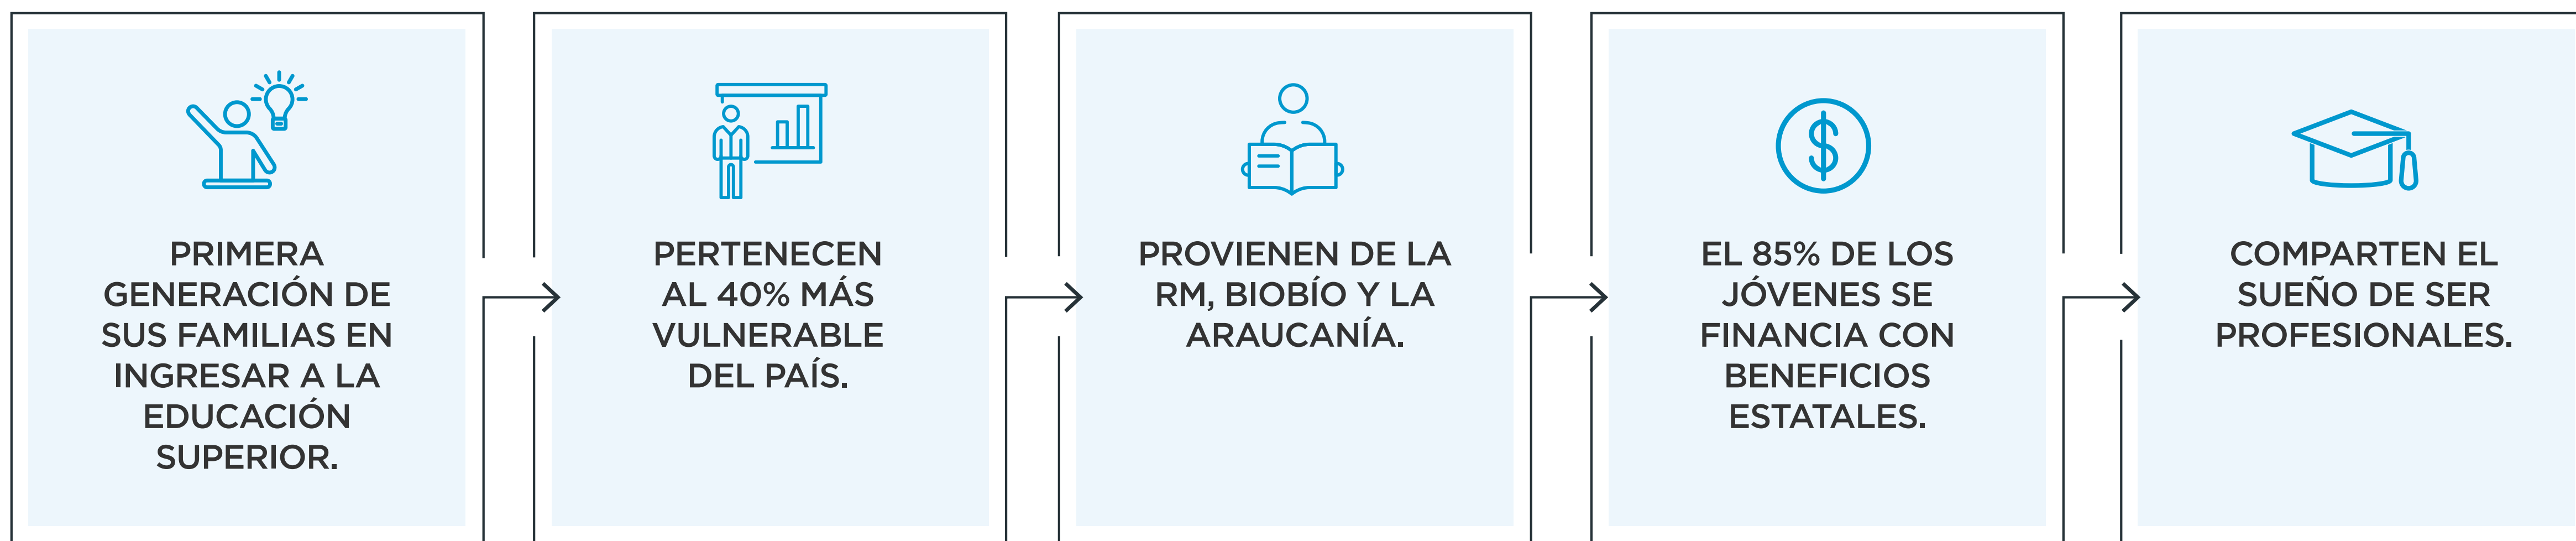 PRIMERA
GENERACIÓN DE
SUS FAMILIAS EN
INGRESAR A LA
EDUCACIÓN
SUPERIOR.
PERTENECEN
AL 40% MÁS
VULNERABLE
DEL PAÍS.
PROVIENEN DE LA
RM, BIOBÍO Y LA
ARAUCANÍA.
EL 85% DE LOS
JÓVENES SE
FINANCIA CON
BENEFICIOS
ESTATALES.
COMPARTEN EL
SUEÑO DE SER
PROFESIONALES.